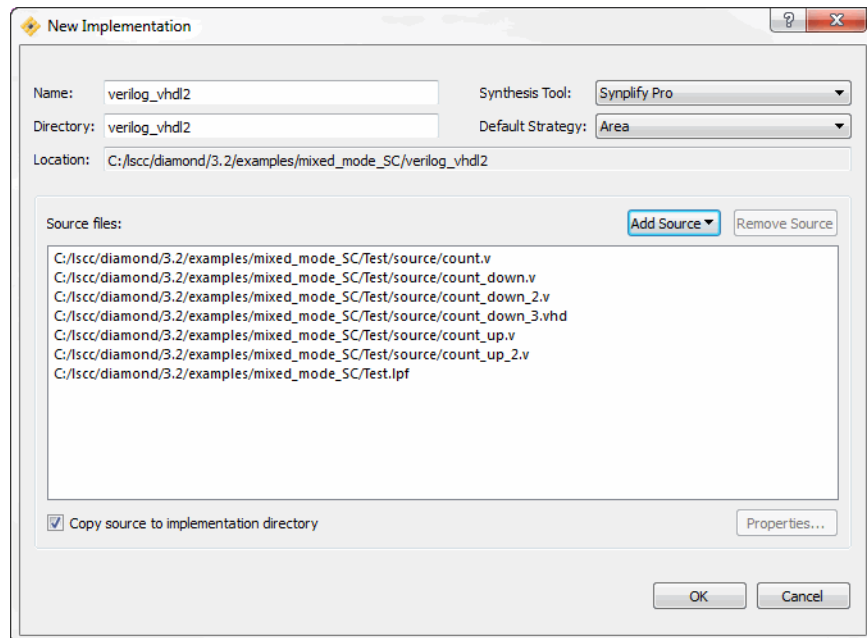 New Implementation
Name: verilog_vhdl2 Synthesis Tool: Synplify Pro
Directory: verilog_vhdl2 Default Strategy: Area
Location: C:/lscc/diamond/3.2/examples/mixed_mode_SC/verilog_vhdl2
Source files: Add Source Remove Source
C:/lscc/diamond/3.2/examples/mixed_mode_SC/Test/source/count.v
C:/lscc/diamond/3.2/examples/mixed_mode_SC/Test/source/count_down.v
C:/lscc/diamond/3.2/examples/mixed_mode_SC/Test/source/count_down_2.v
C:/lscc/diamond/3.2/examples/mixed_mode_SC/Test/source/count_down_3.vhd
C:/lscc/diamond/3.2/examples/mixed_mode_SC/Test/source/count_up.v
C:/lscc/diamond/3.2/examples/mixed_mode_SC/Test/source/count_up_2.v
C:/lscc/diamond/3.2/examples/mixed_mode_SC/Test.lpf
Copy source to implementation directory Properties...
OK Cancel